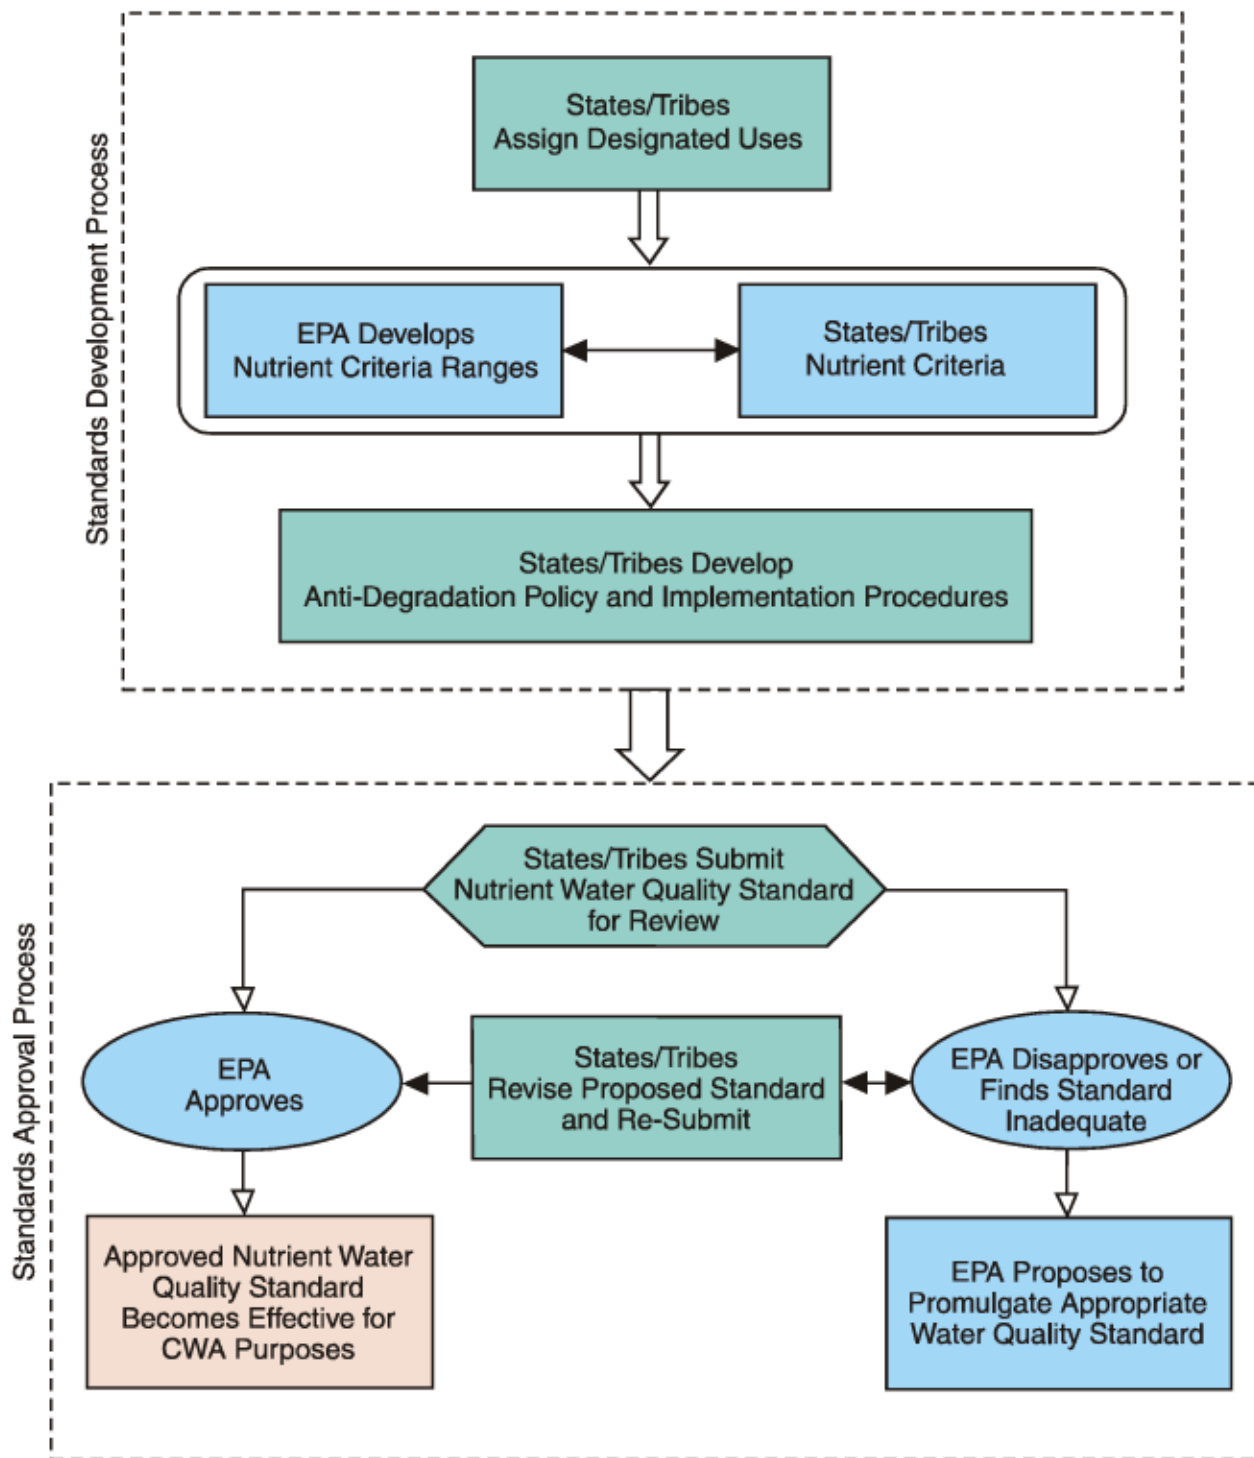 Standards Development Process
States/Tribes
Assign Designated Uses
EPA Develops
Nutrient Criteria Ranges
States/Tribes
Nutrient Criteria
States/Tribes Develop
Anti-Degradation Policy and Implementation Procedures
Standards Approval Process
States/Tribes Submit
Nutrient Water Quality Standard
for Review
EPA
Approves
States/Tribes
Revise Proposed Standard
and Re-Submit
EPA Disapproves or
Finds Standard
Inadequate
Approved Nutrient Water
Quality Standard
Becomes Effective for
CWA Purposes
EPA Proposes to
Promulgate Appropriate
Water Quality Standard